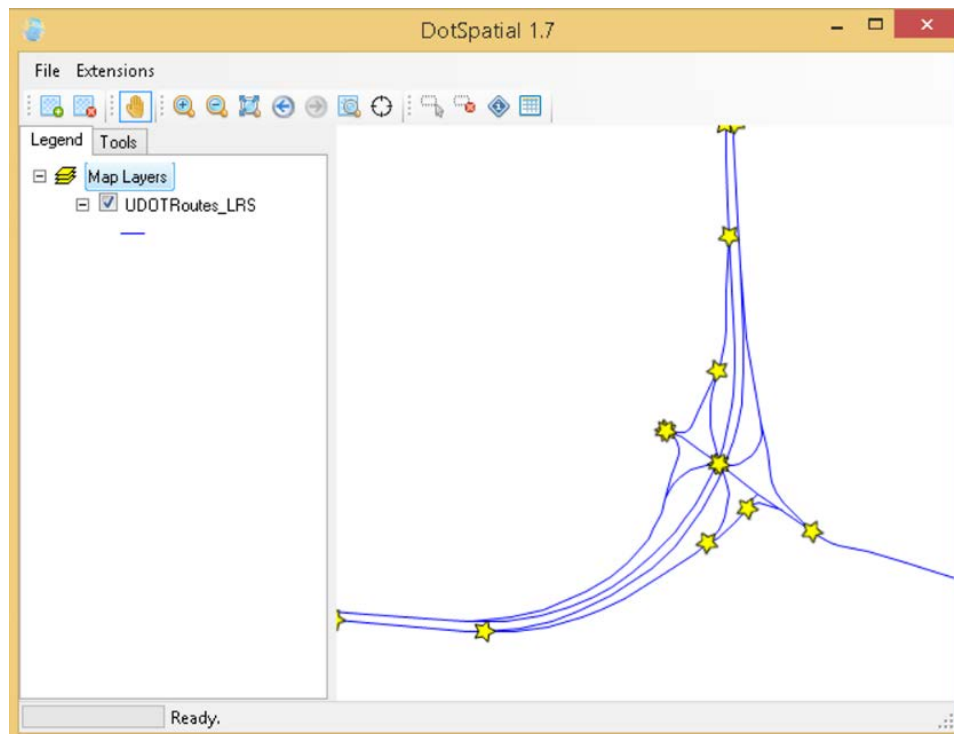 DotSpatial 1.7
File Extensions
Legend Tools
Map Layers
UDOTRoutes_LRS
Ready.